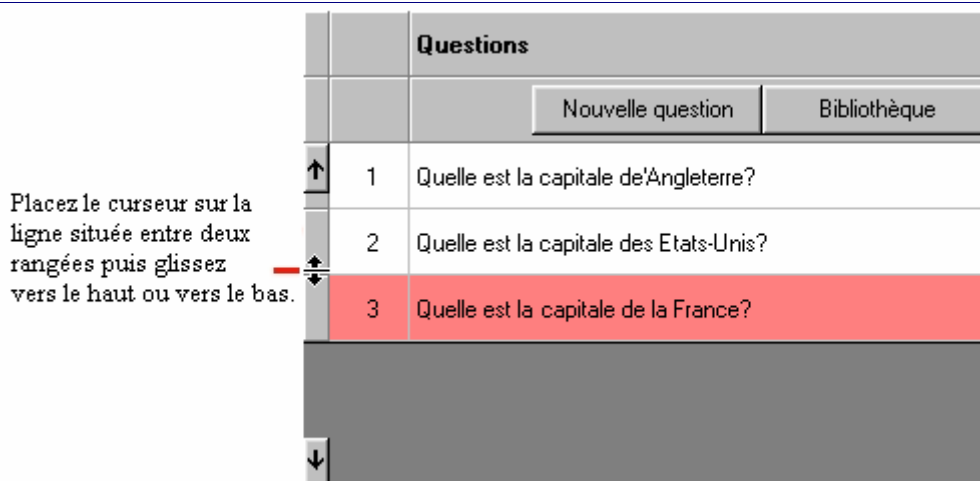 Questions
Nouvelle question
Bibliothèque
1 Quelle est la capitale de'Angleterre?
2 Quelle est la capitale des Etats-Unis?
3 Quelle est la capitale de la France?
Placez le curseur sur la
ligne située entre deux
rangées puis glissez
vers le haut ou vers le bas.